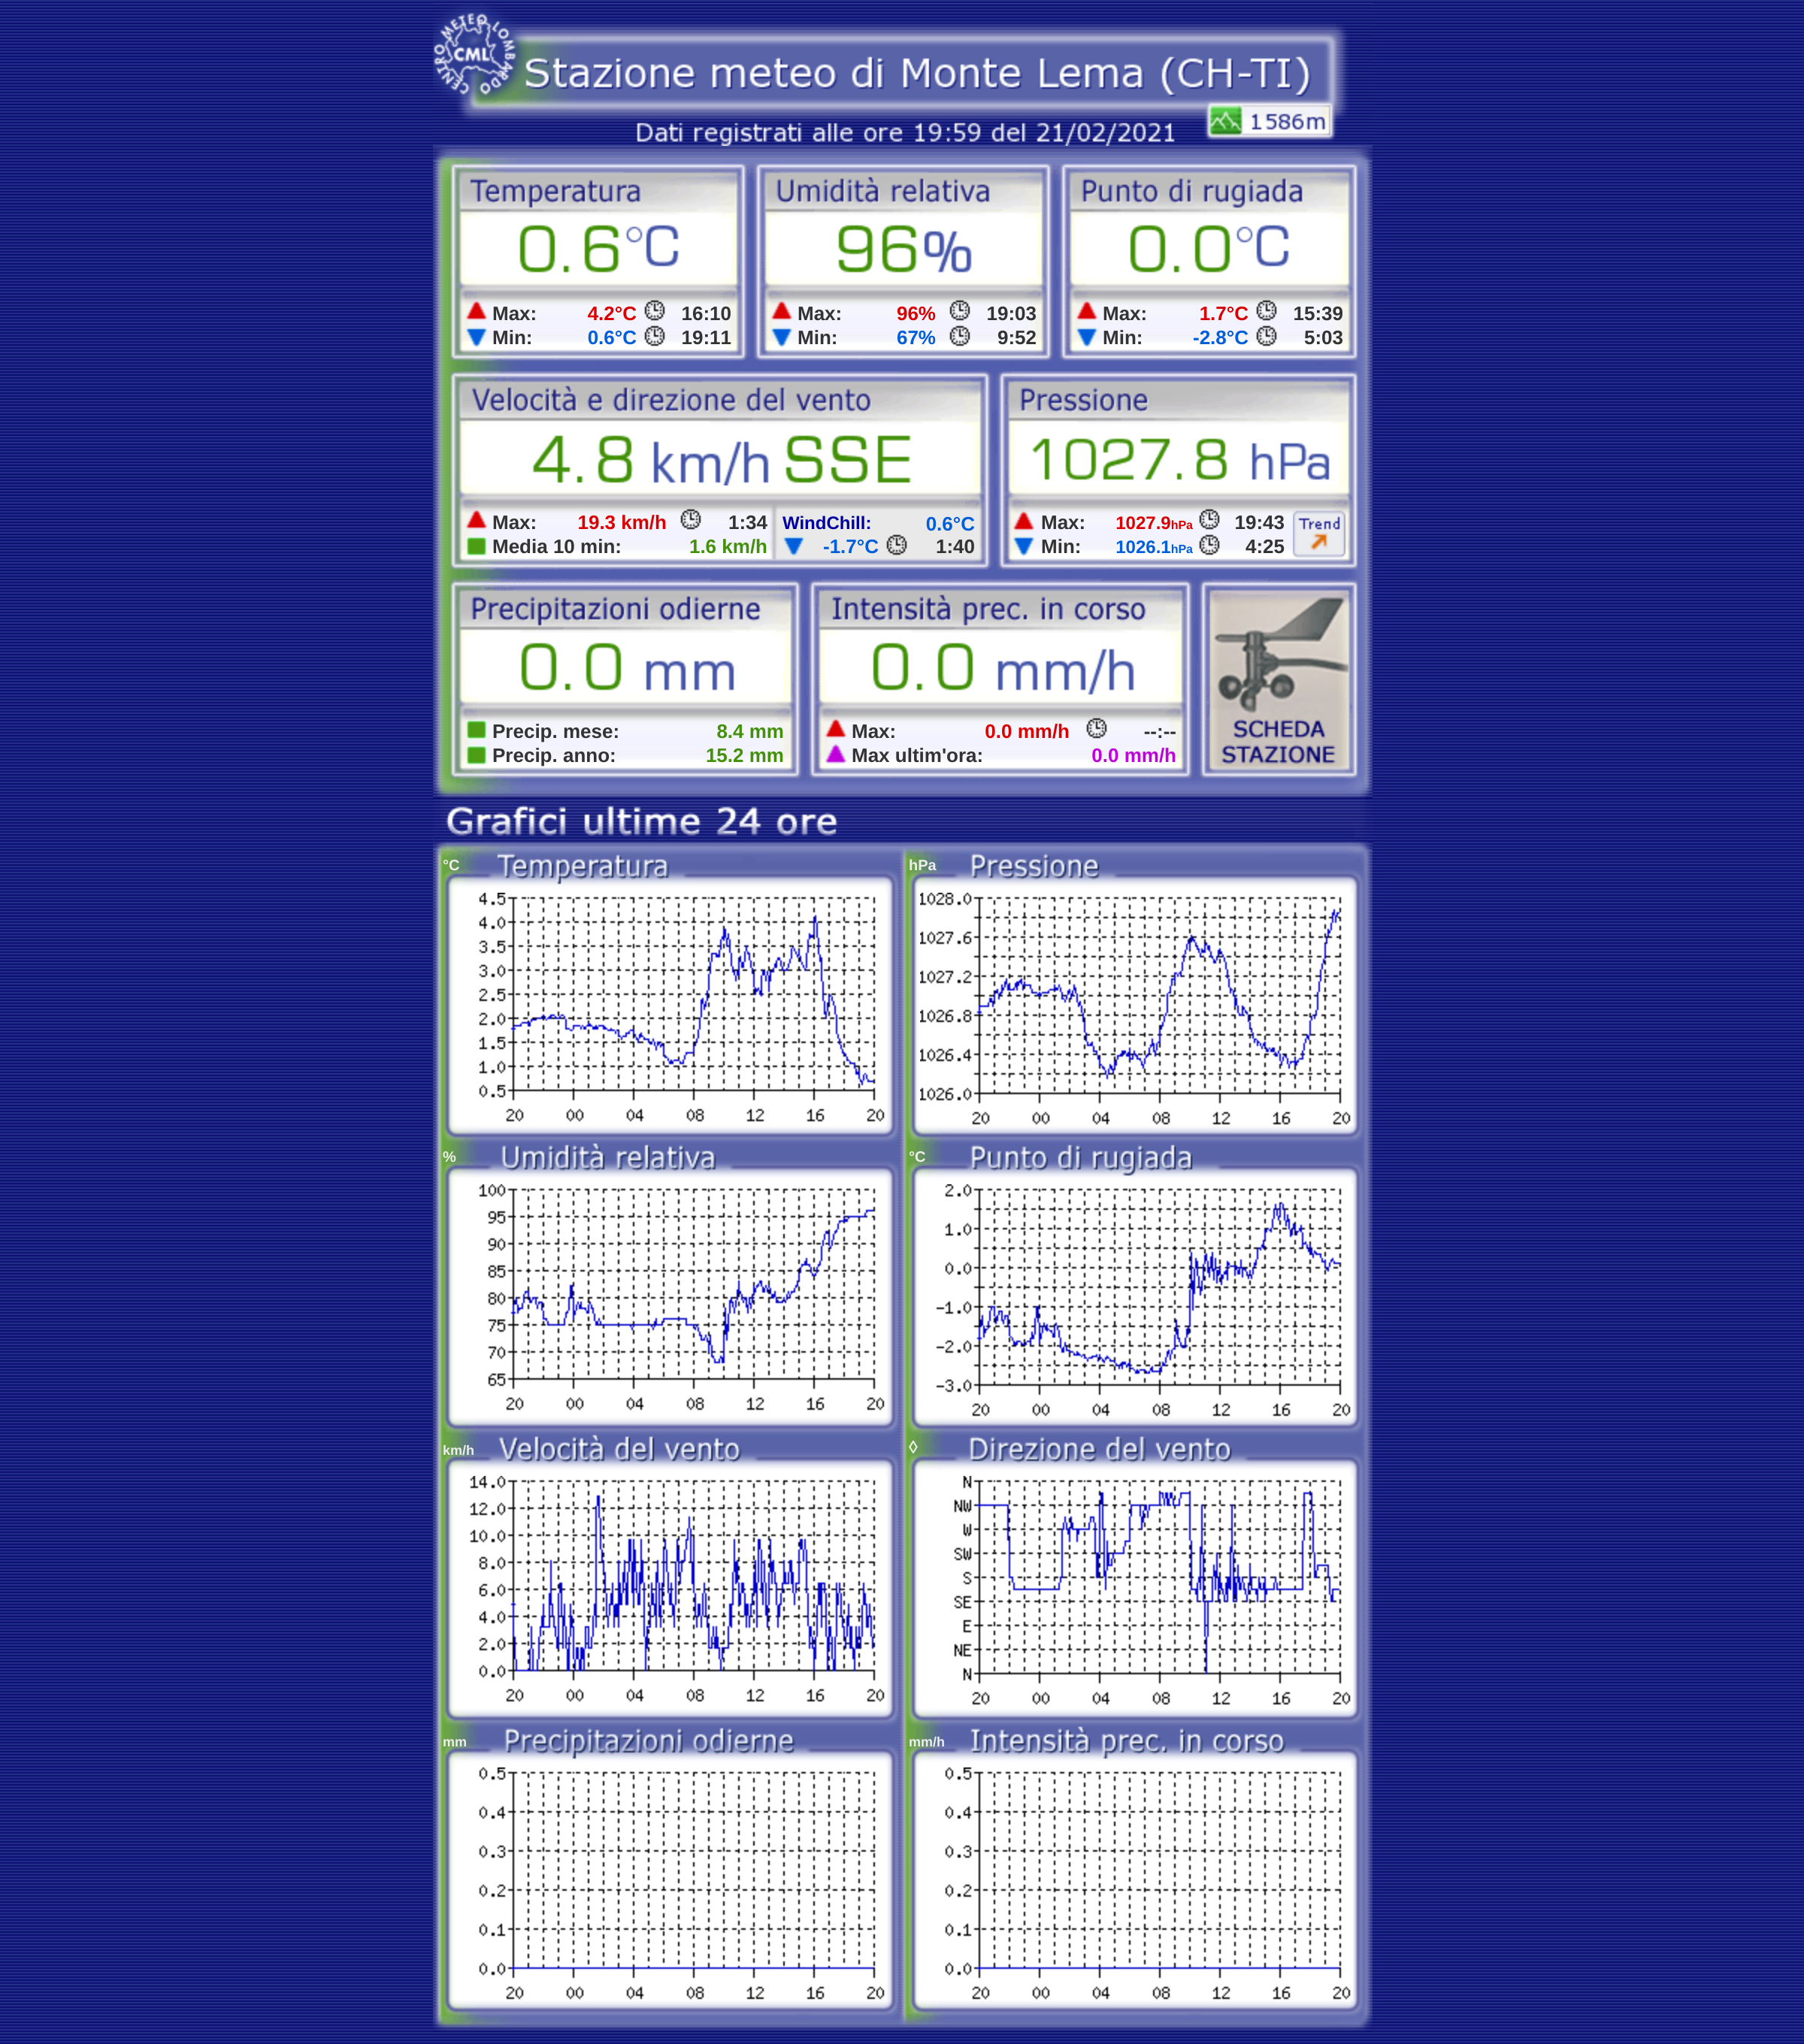 CENTRO METEO LOMBARDO
CML
Stazione meteo di Monte Lema (CH-TI)
1586m
Dati registrati alle ore 19:59 del 21/02/2021
Temperatura Umidità relativa Punto di rugiada
0.6°C 96% 0.0°C
Max: 4.2°C 16:10 Max: 96% 19:03 Max: 1.7°C 15:39
Min: 0.6°C 19:11 Min: 67% 9:52 Min: -2.8°C 5:03
Velocità e direzione del vento Pressione
4.8 km/h SSE 1027.8 hPa
Max: 19.3 km/h 1:34 WindChill: 0.6°C Max: 1027.9hPa 19:43 Trend
Media 10 min: 1.6 km/h -1.7°C 1:40 Min: 1026.1hPa 4:25
Precipitazioni odierne Intensità prec. in corso
0.0 mm 0.0 mm/h
Precip. mese: 8.4 mm Max: 0.0 mm/h --:-- SCHEDA
Precip. anno: 15.2 mm Max ultim'ora: 0.0 mm/h STAZIONE
Grafici ultime 24 ore
°C Temperatura
4.5
4.0
3.5
3.0
2.5
2.0
1.5
1.0
0.5
20 00 04 08 12 16 20
hPa Pressione
1028.0
1027.6
1027.2
1026.8
1026.4
1026.0
20 00 04 08 12 16 20
% Umidità relativa
100
95
90
85
80
75
70
65
20 00 04 08 12 16 20
°C Punto di rugiada
2.0
1.0
0.0
-1.0
-2.0
-3.0
20 00 04 08 12 16 20
km/h Velocità del vento
14.0
12.0
10.0
8.0
6.0
4.0
2.0
0.0
20 00 04 08 12 16 20
◊ Direzione del vento
N
NW
W
SW
S
SE
E
NE
N
20 00 04 08 12 16 20
mm Precipitazioni odierne
0.5
0.4
0.3
0.2
0.1
0.0
20 00 04 08 12 16 20
mm/h Intensità prec. in corso
0.5
0.4
0.3
0.2
0.1
0.0
20 00 04 08 12 16 20